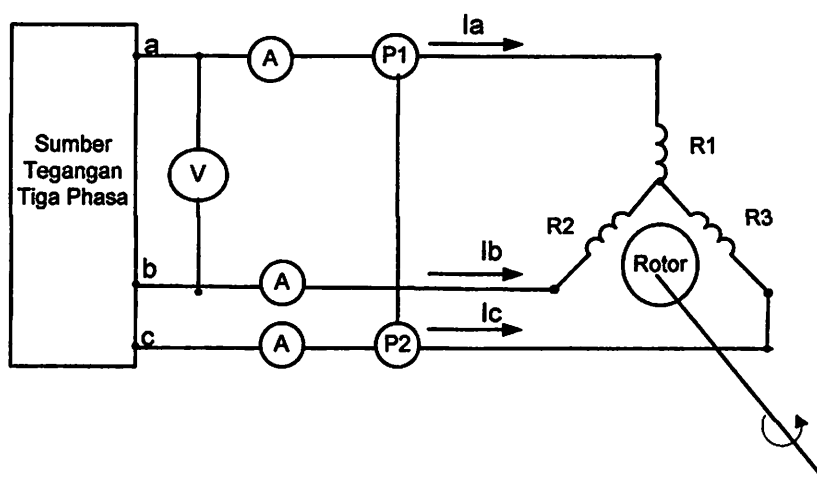 a
A
P1
Ia
V
Sumber
Tegangan
Tiga Phasa
R1
R2
R3
Rotor
b
A
Ib
c
A
P2
Ic